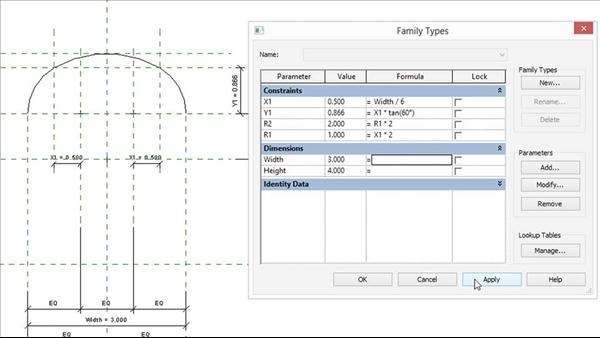 Family Types
Name:
Parameter Value Formula Lock
Constraints
X1 0.500 = Width / 6
Y1 0.866 = X1 * tan(60°)
R2 2.000 = R1 * 2
R1 1.000 = X1 * 2
Dimensions
Width 3.000 =
Height 4.000 =
Identity Data
Family Types
New...
Rename...
Delete
Parameters
Add...
Modify...
Remove
Lookup Tables
Manage...
OK Cancel Apply Help
Y1 = 0.866
X1 = 0.500 X1 = 0.500
EQ EQ EQ
Width = 3.000
EQ EQ